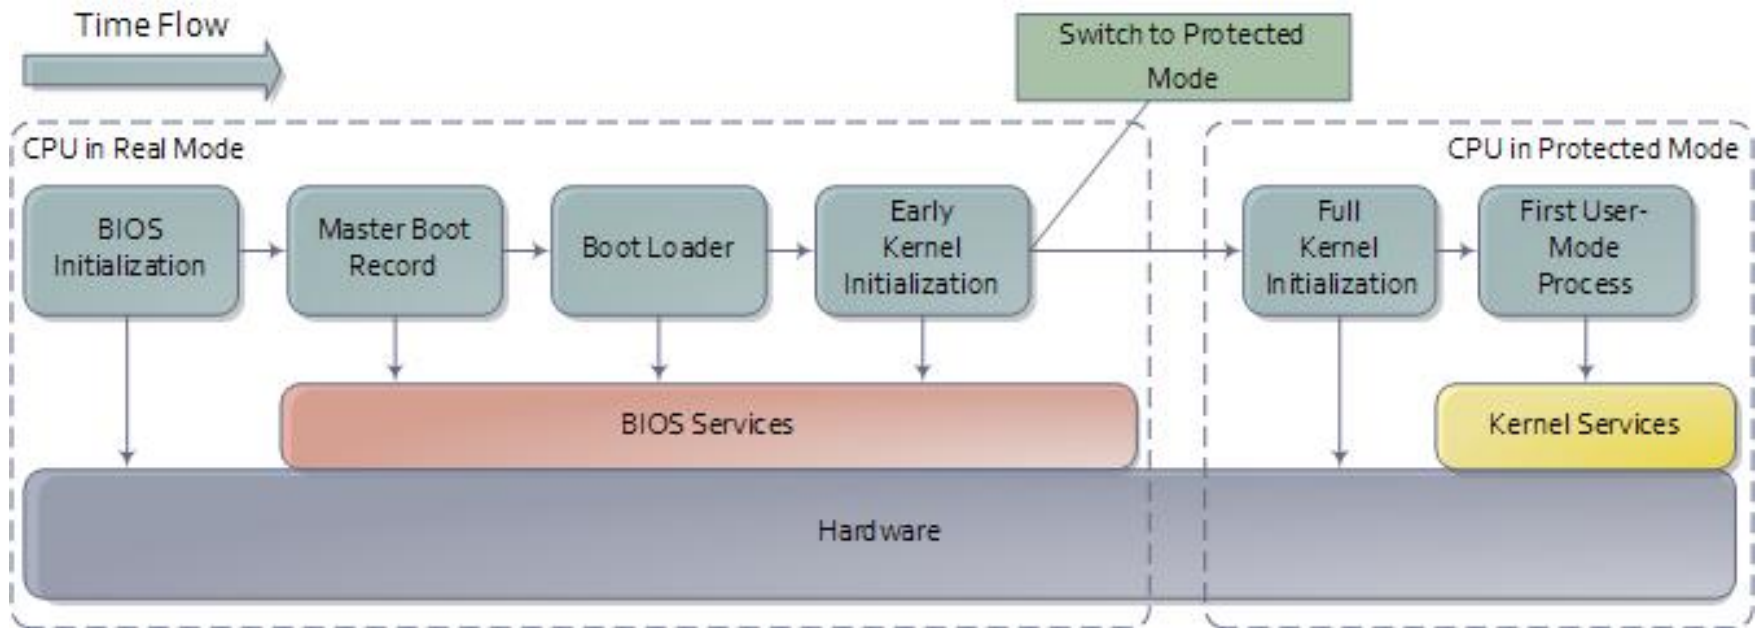 Time Flow
Switch to Protected
Mode
CPU in Real Mode
CPU in Protected Mode
BIOS
Initialization
Master Boot
Record
Boot Loader
Early
Kernel
Initialization
Full
Kernel
Initialization
First User-
Mode
Process
BIOS Services
Kernel Services
Hardware